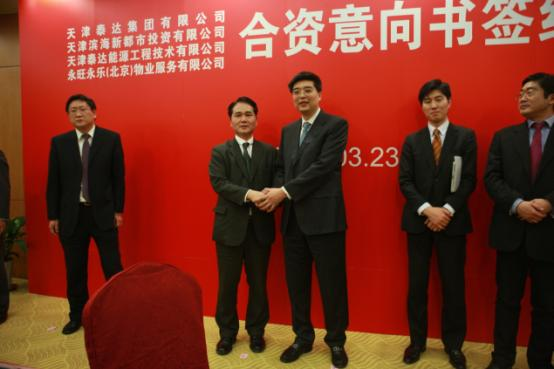 天津泰达集团有限公司
天津滨海新都市投资有限公司
天津泰达能源工程技术有限公司
永旺永乐(北京)物业服务有限公司
合资意向书签
03.23